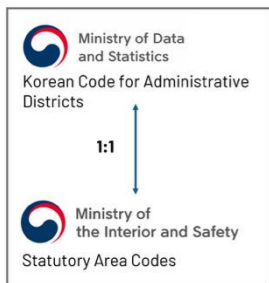 Ministry of Data
and Statistics
Korean Code for Administrative
Districts
1:1
Ministry of
the Interior and Safety
Statutory Area Codes